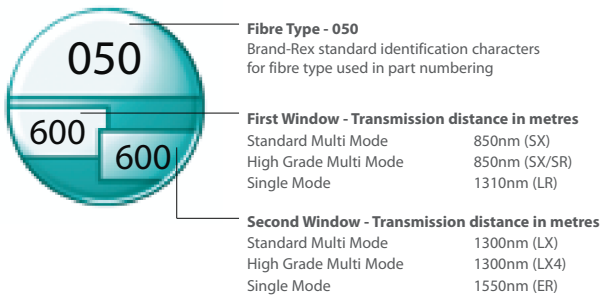 050
600
600
Fibre Type - 050
Brand-Rex standard identification characters
for fibre type used in part numbering
First Window - Transmission distance in metres
Standard Multi Mode 850nm (SX)
High Grade Multi Mode 850nm (SX/SR)
Single Mode 1310nm (LR)
Second Window - Transmission distance in metres
Standard Multi Mode 1300nm (LX)
High Grade Multi Mode 1300nm (LX4)
Single Mode 1550nm (ER)